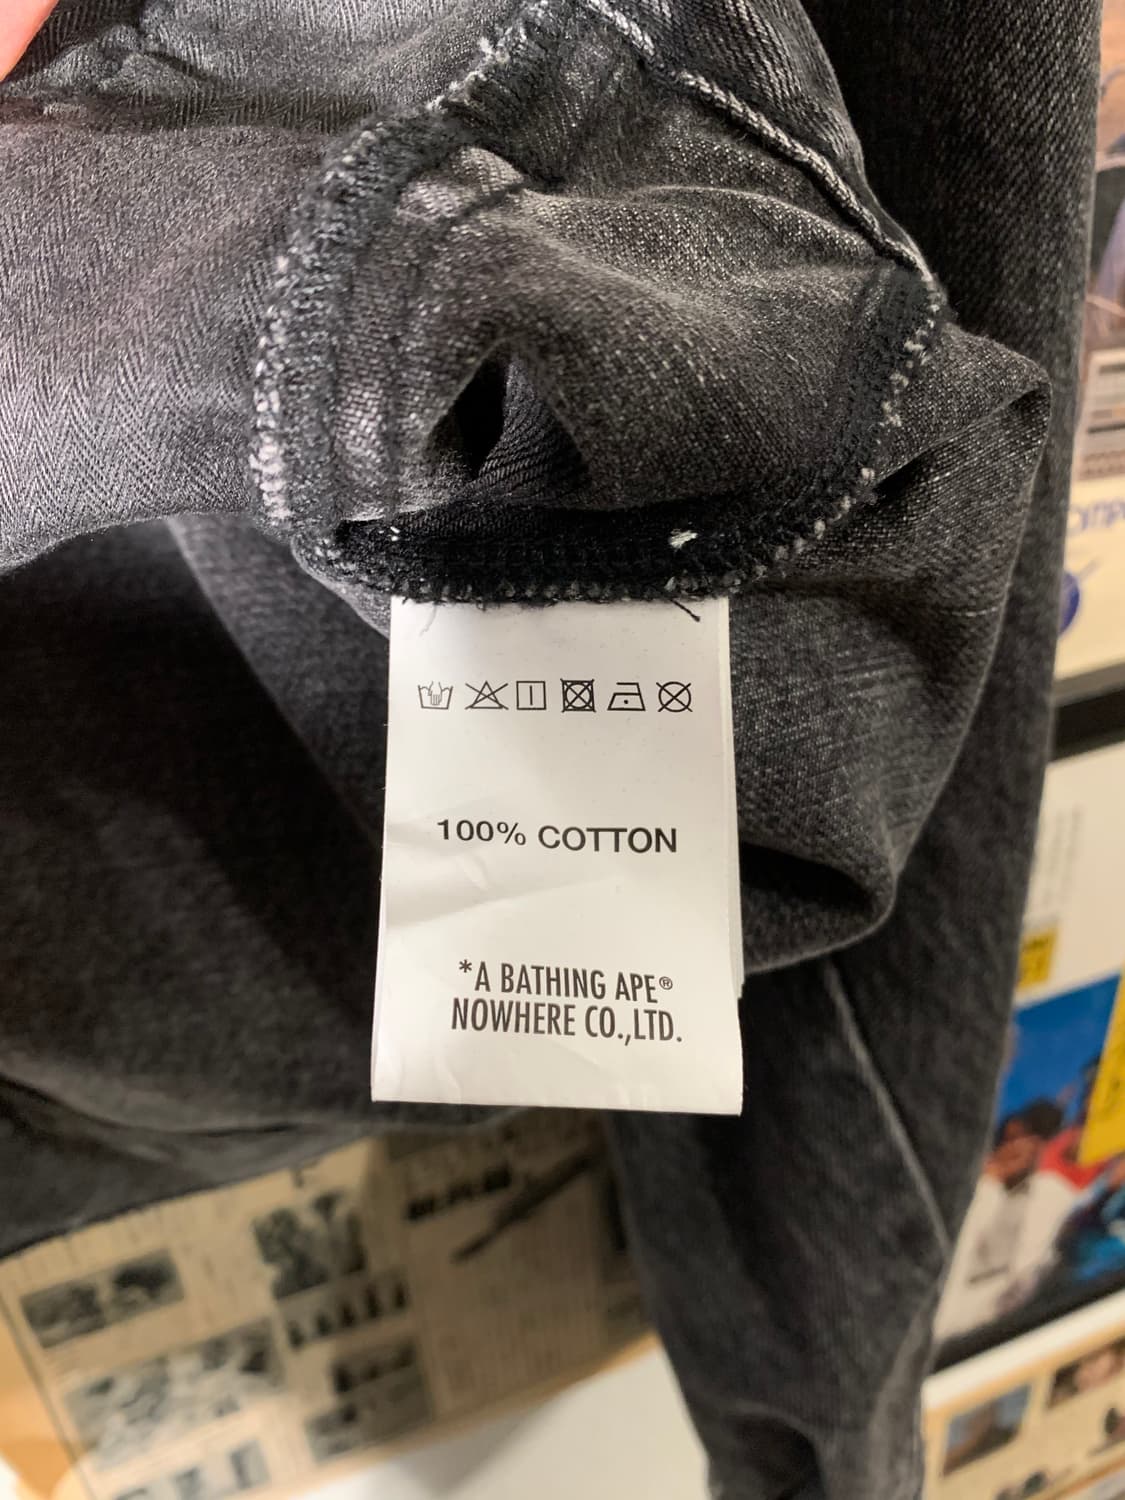 100% COTTON
*A BATHING APE®
NOWHERE CO.,LTD.